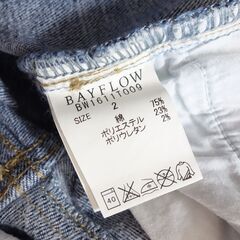 BAYFLOW
BW1611T009
SIZE 2
綿 75%
ポリエステル 23%
ポリウレタン 2%
40